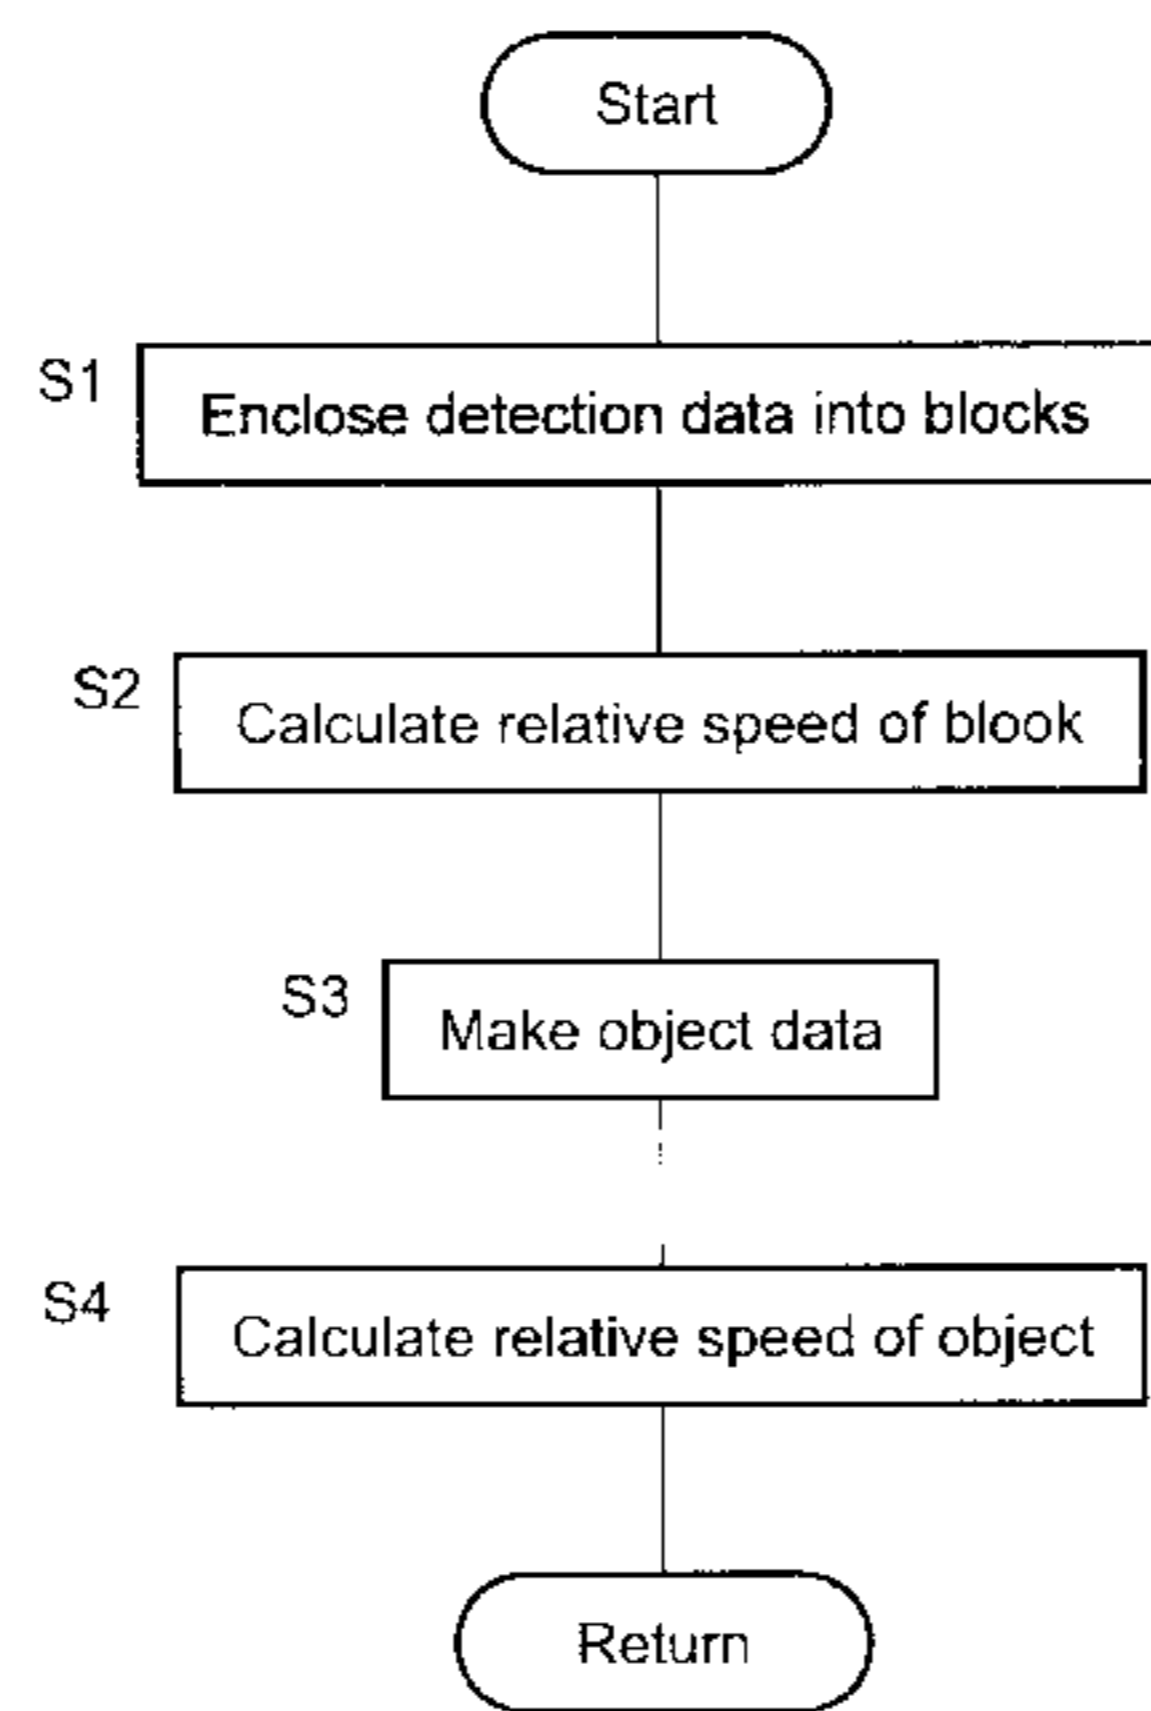 Start
S1
Enclose detection data into blocks
S2
Calculate relative speed of blook
S3
Make object data
S4
Calculate relative speed of object
Return